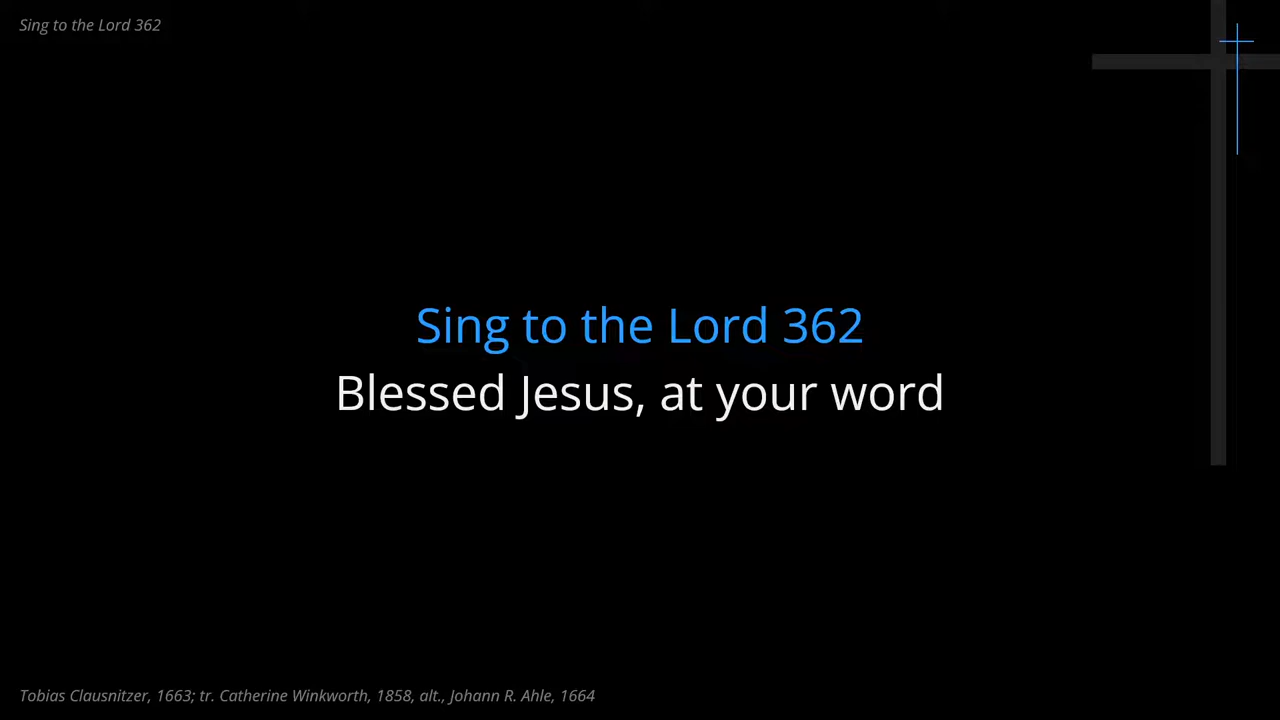 Sing to the Lord 362
Sing to the Lord 362
Blessed Jesus, at your word
Tobias Clausnitzer, 1663; tr. Catherine Winkworth, 1858, alt., Johann R. Ahle, 1664